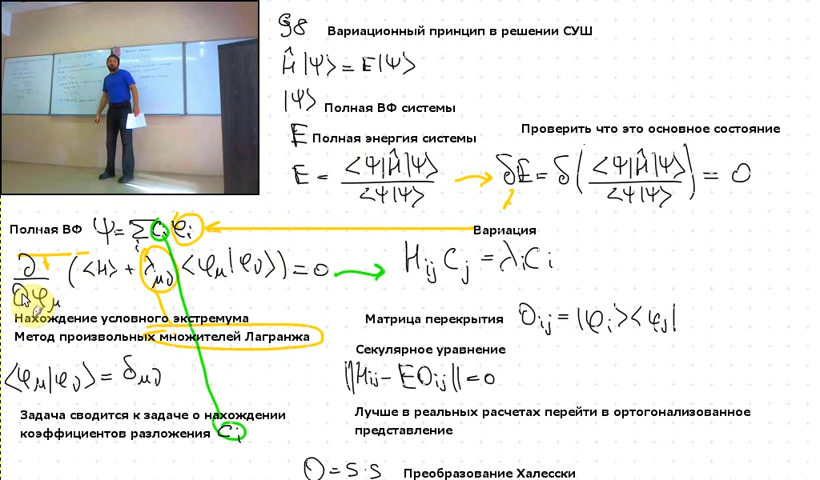 §8 Вариационный принцип в решении СУШ
Ĥ|Ψ⟩ = E|Ψ⟩
|Ψ⟩ Полная ВФ системы
E Полная энергия системы
Проверить что это основное состояние
E = ⟨Ψ|Ĥ|Ψ⟩ / ⟨Ψ|Ψ⟩ → δE = δ(⟨Ψ|Ĥ|Ψ⟩ / ⟨Ψ|Ψ⟩) = 0
Полная ВФ Ψ = ∑ᵢ Cᵢ φᵢ
Вариация
∂/∂φμ (⟨H⟩ + λμν ⟨φμ|φν⟩) = 0 → Hij Cj = λi Ci
Нахождение условного экстремума
Метод произвольных множителей Лагранжа
Матрица перекрытия Oij = |φi⟩⟨φj|
⟨φμ|φν⟩ = δμν
Секулярное уравнение
||Hij − EOij|| = 0
Задача сводится к задаче о нахождении
коэффициентов разложения Ci
Лучше в реальных расчетах перейти в ортогонализованное
представление
O = S·S Преобразование Халесски